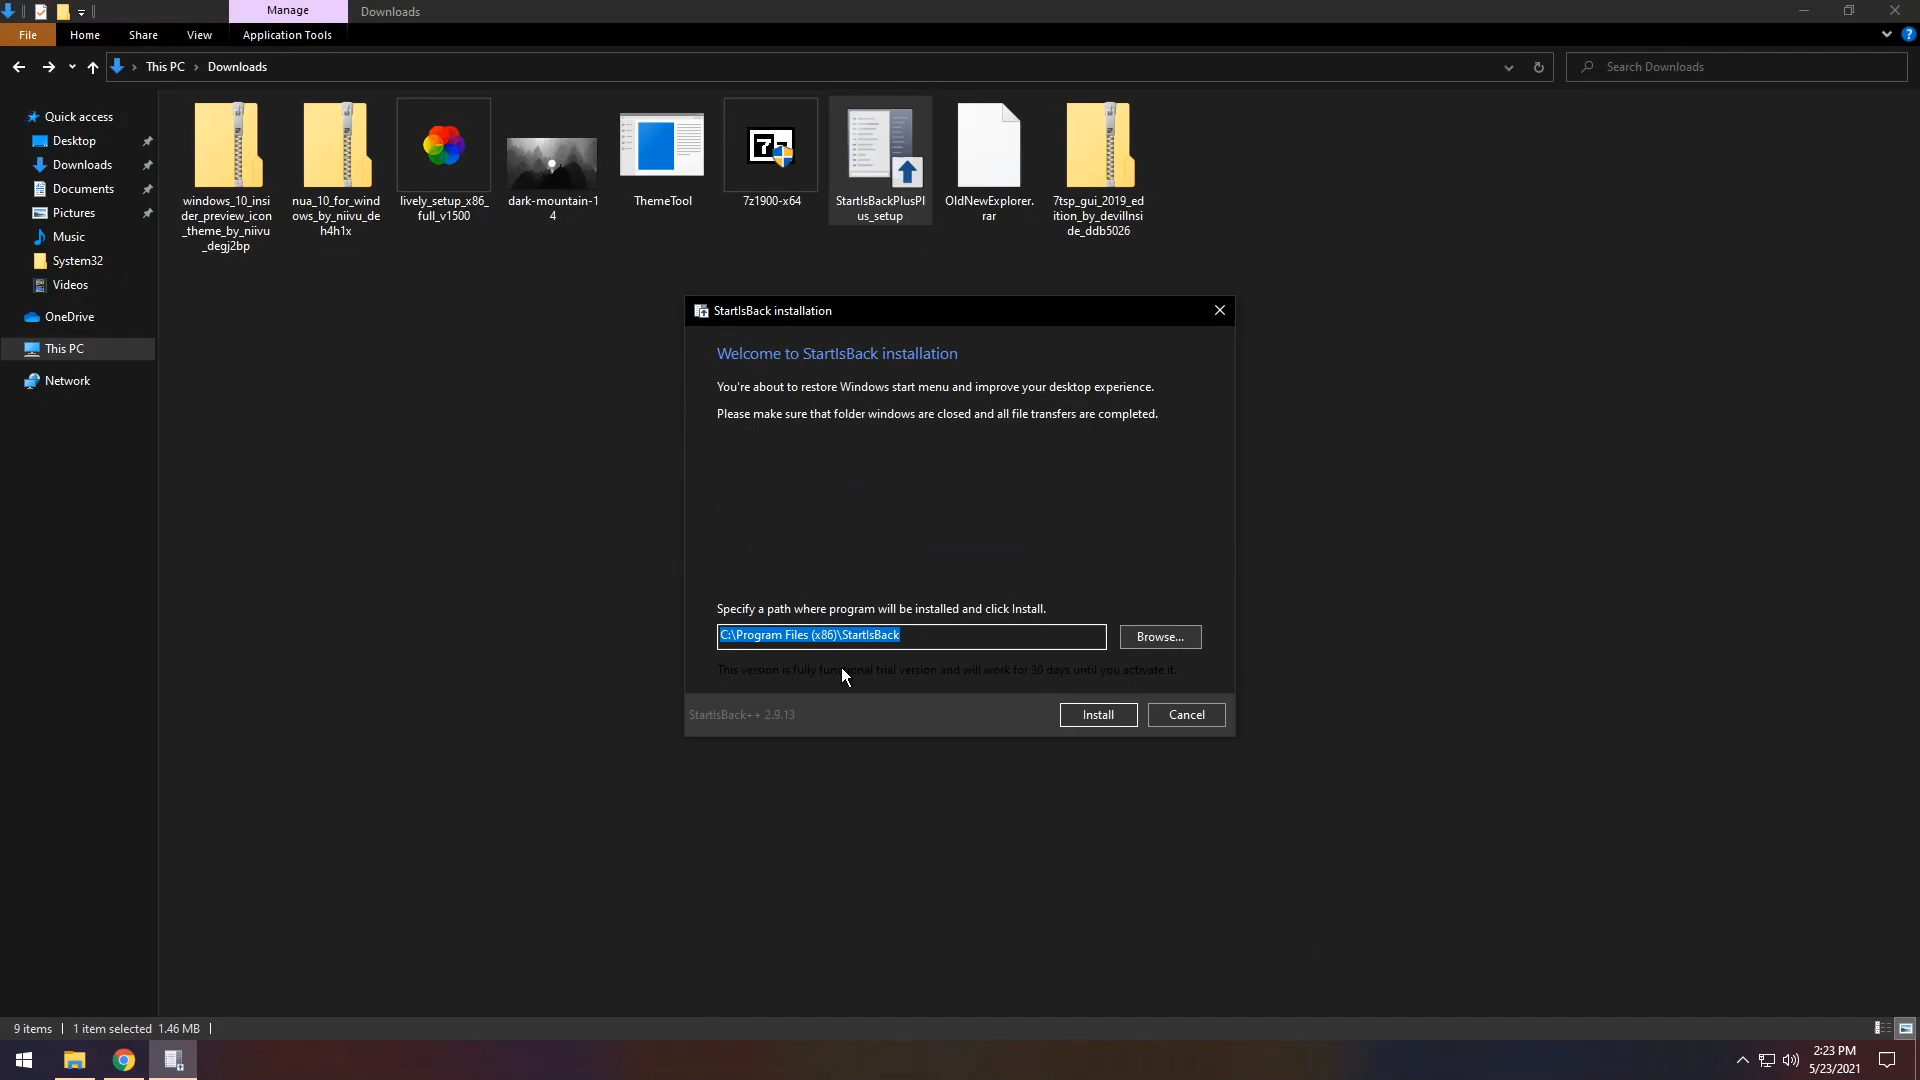 Manage
Downloads
File
Home
Share
View
Application Tools
This PC
Downloads
Search Downloads
Quick access
Desktop
Downloads
Documents
Pictures
Music
System32
Videos
OneDrive
This PC
Network
windows_10_insi
der_preview_icon
_theme_by_niivu
_degj2bp
nua_10_for_wind
ows_by_niivu_de
h4h1x
lively_setup_x86_
full_v1500
dark-mountain-1
4
ThemeTool
7z1900-x64
StartIsBackPlusPl
us_setup
OldNewExplorer.
rar
7tsp_gui_2019_ed
ition_by_devillnsi
de_ddb5026
StartIsBack installation
Welcome to StartIsBack installation
You're about to restore Windows start menu and improve your desktop experience.
Please make sure that folder windows are closed and all file transfers are completed.
Specify a path where program will be installed and click Install.
C:\Program Files (x86)\StartIsBack
Browse...
This version is fully functional trial version and will work for 30 days until you activate it.
StartIsBack++ 2.9.13
Install
Cancel
9 items
1 item selected 1.46 MB
2:23 PM
5/23/2021